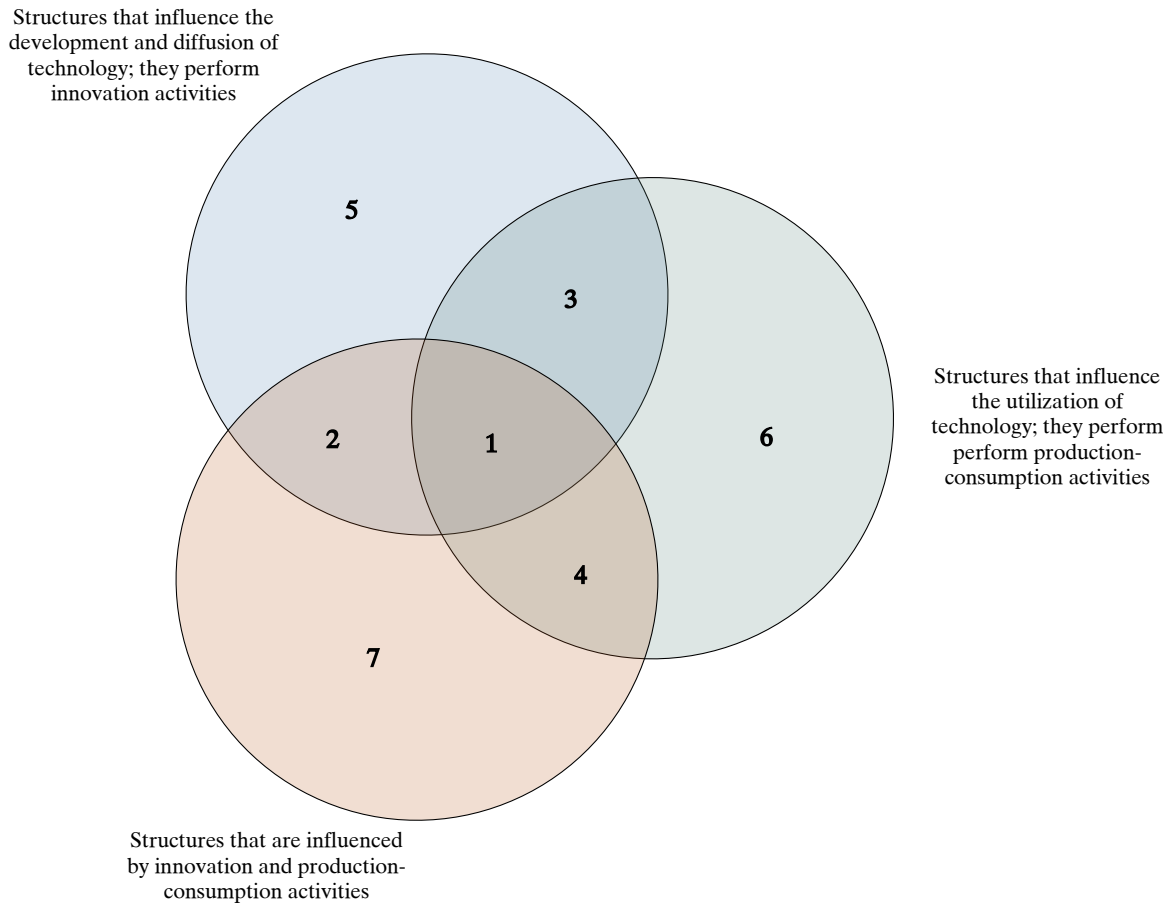 Structures that influence the
development and diffusion of
technology; they perform
innovation activities
5
3
Structures that influence
the utilization of
technology; they perform
perform production-
consumption activities
2
1
6
4
7
Structures that are influenced
by innovation and production-
consumption activities